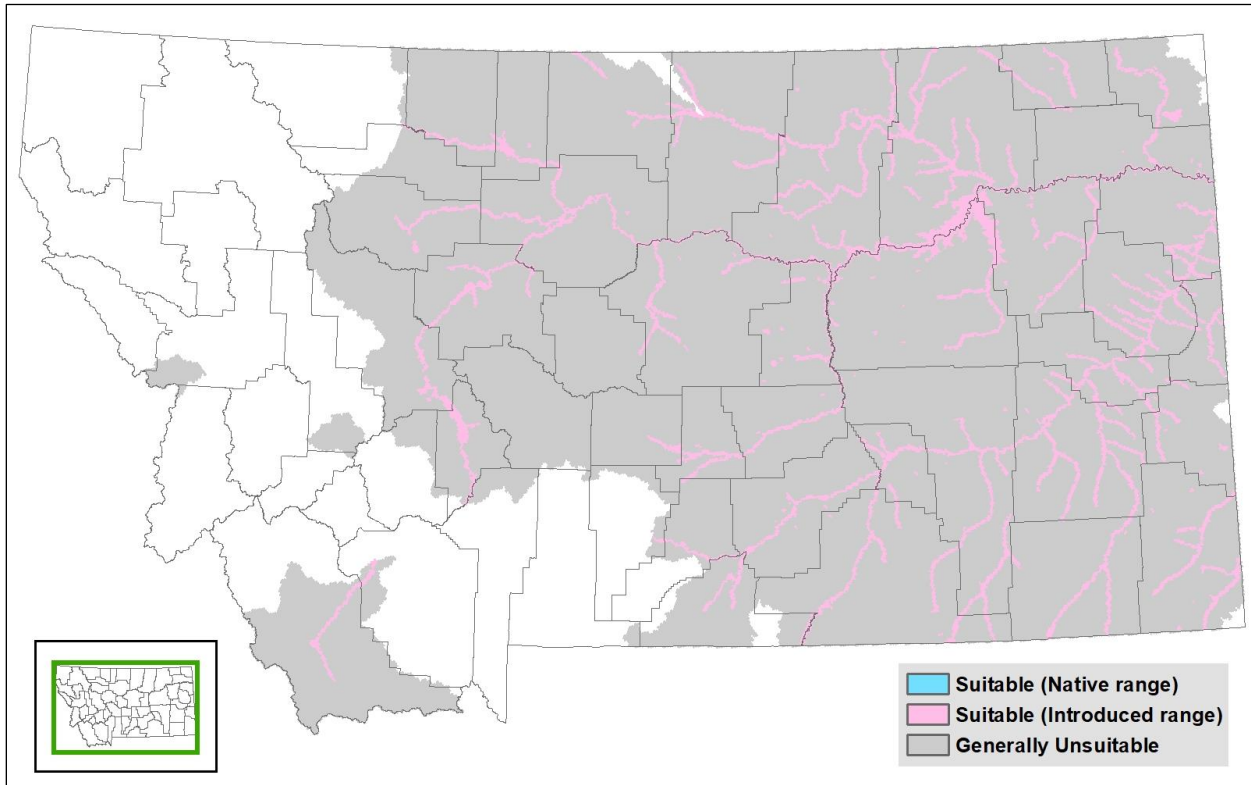 Suitable (Native range)
Suitable (Introduced range)
Generally Unsuitable